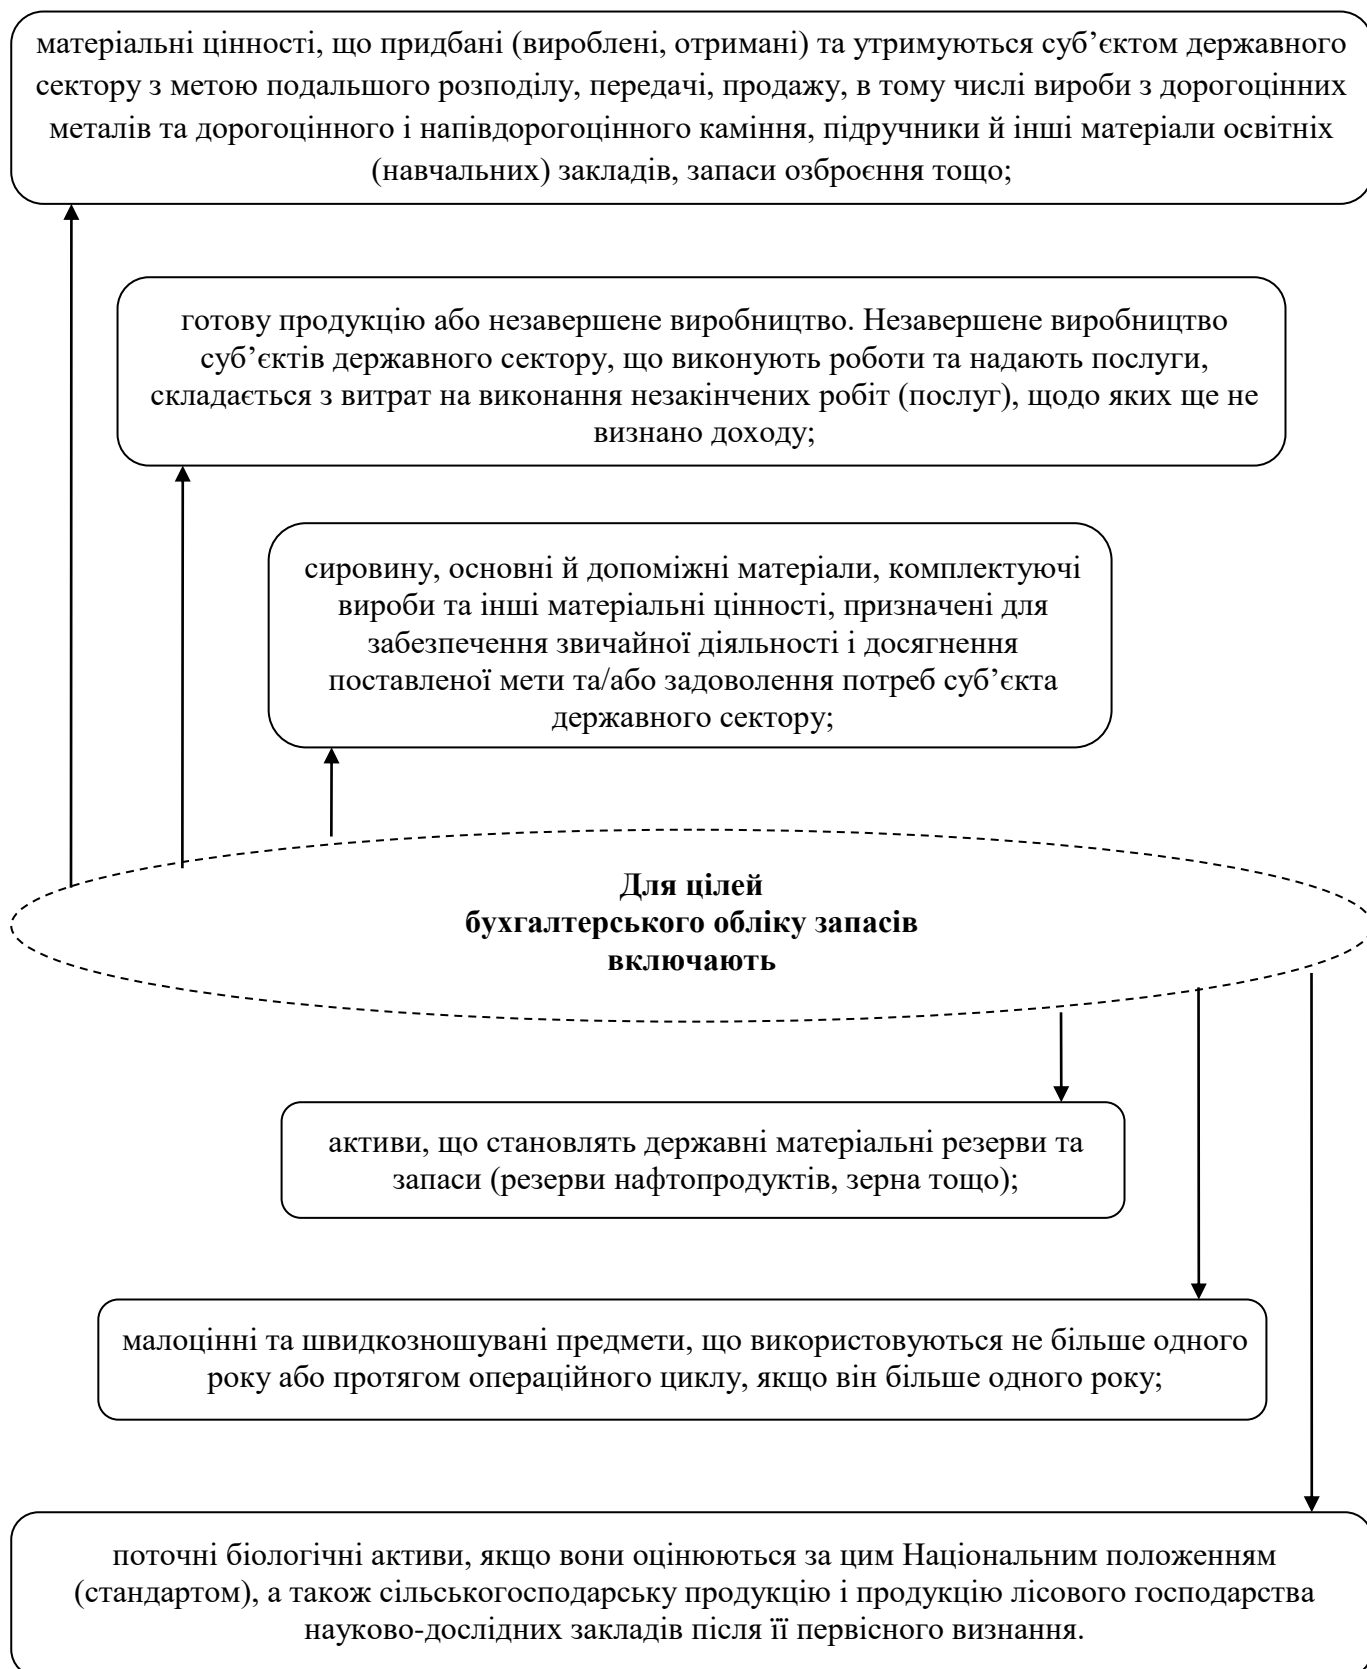 матеріальні цінності, що придбані (вироблені, отримані) та утримуються суб’єктом державного
сектору з метою подальшого розподілу, передачі, продажу, в тому числі вироби з дорогоцінних
металів та дорогоцінного і напівдорогоцінного каміння, підручники й інші матеріали освітніх
(навчальних) закладів, запаси озброєння тощо;
готову продукцію або незавершене виробництво. Незавершене виробництво
суб’єктів державного сектору, що виконують роботи та надають послуги,
складається з витрат на виконання незакінчених робіт (послуг), щодо яких ще не
визнано доходу;
сировину, основні й допоміжні матеріали, комплектуючі
вироби та інші матеріальні цінності, призначені для
забезпечення звичайної діяльності і досягнення
поставленої мети та/або задоволення потреб суб’єкта
державного сектору;
Для цілей
бухгалтерського обліку запасів
включають
активи, що становлять державні матеріальні резерви та
запаси (резерви нафтопродуктів, зерна тощо);
малоцінні та швидкозношувані предмети, що використовуються не більше одного
року або протягом операційного циклу, якщо він більше одного року;
поточні біологічні активи, якщо вони оцінюються за цим Національним положенням
(стандартом), а також сільськогосподарську продукцію і продукцію лісового господарства
науково-дослідних закладів після її первісного визнання.